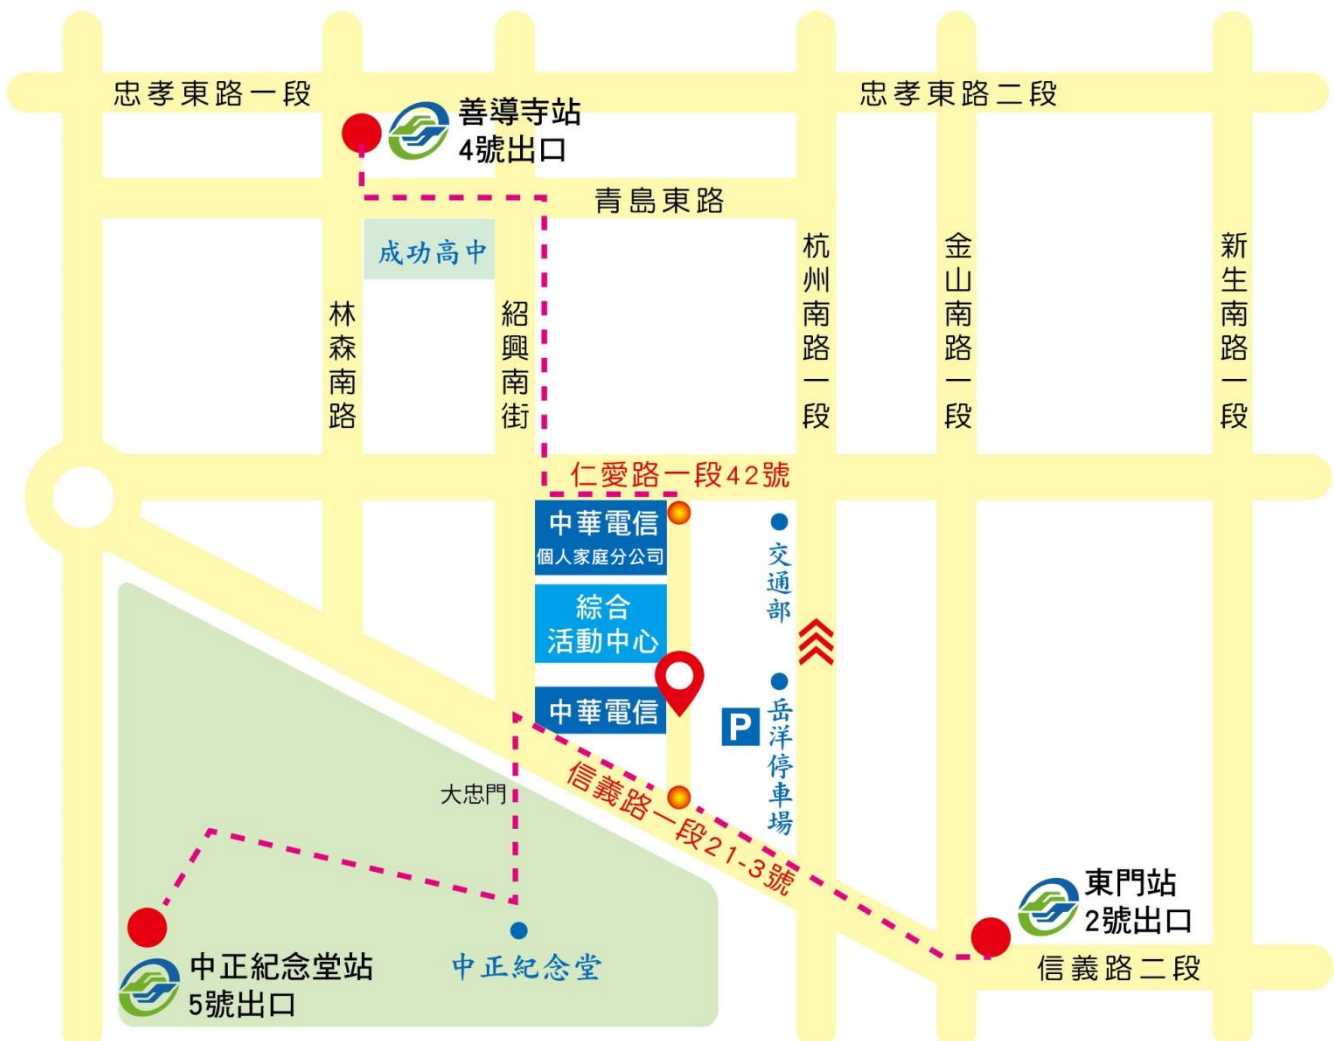 忠孝東路一段
忠孝東路二段
善導寺站
4號出口
青島東路
成功高中
林森南路
紹興南街
杭州南路一段
金山南路一段
新生南路一段
仁愛路一段42號
中華電信
個人家庭分公司
綜合
活動中心
中華電信
交通部
P
岳洋停車場
信義路一段21-3號
大忠門
中正紀念堂
中正紀念堂站
5號出口
東門站
2號出口
信義路二段